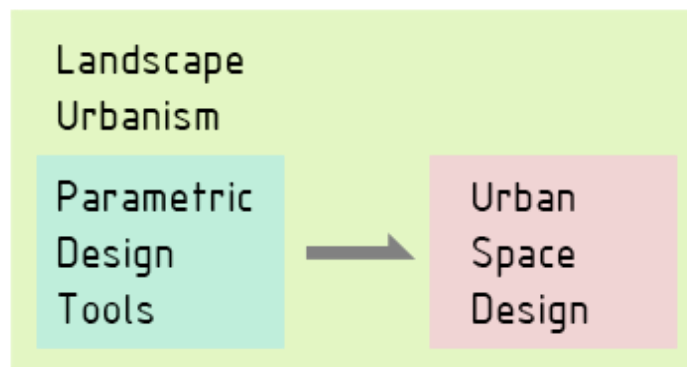 Landscape
Urbanism
Parametric
Design
Tools
Urban
Space
Design